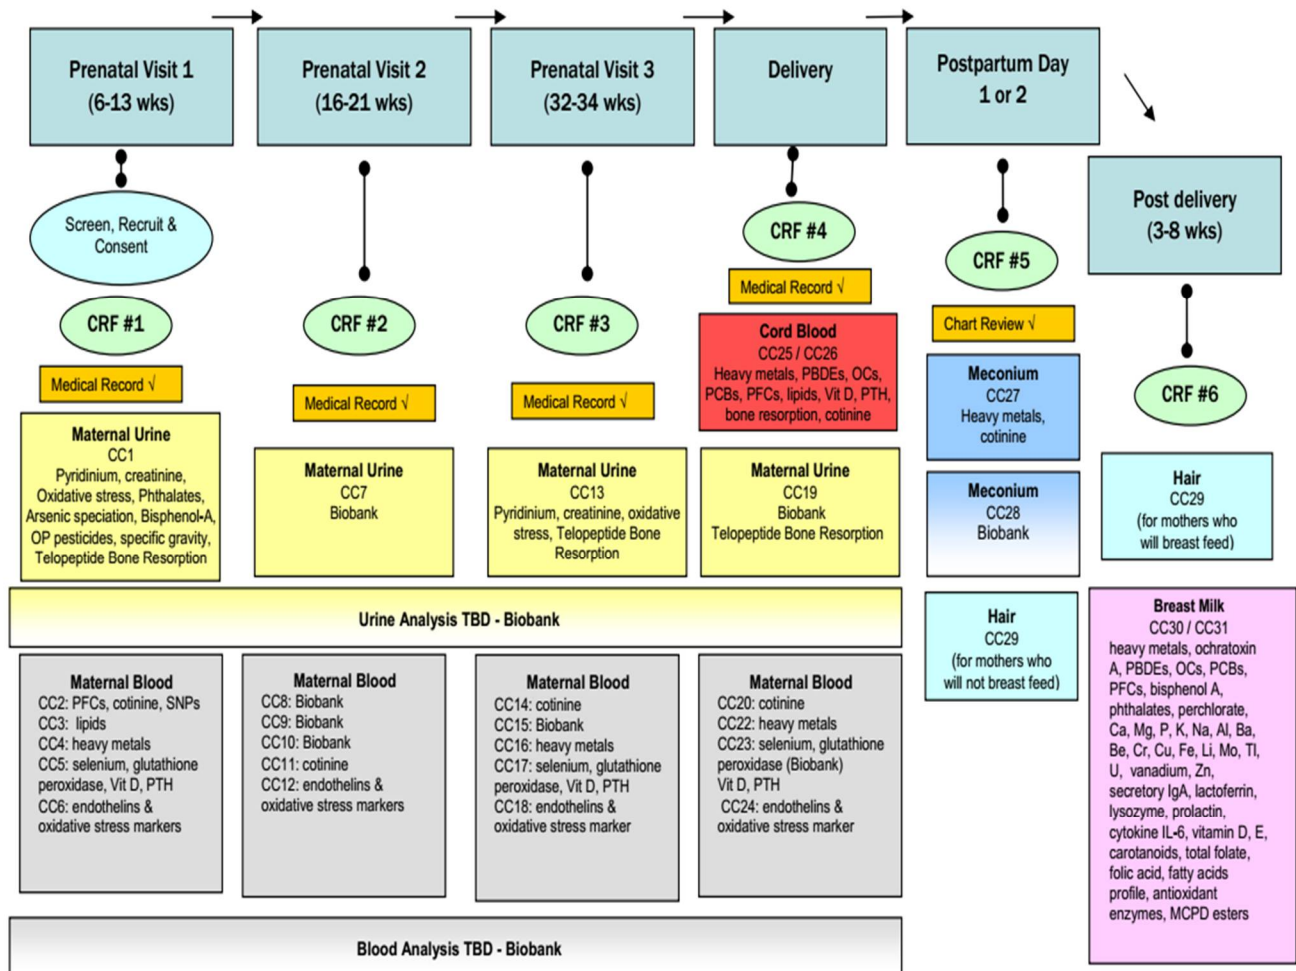 Prenatal Visit 1
(6-13 wks)
Prenatal Visit 2
(16-21 wks)
Prenatal Visit 3
(32-34 wks)
Delivery
Postpartum Day
1 or 2
Post delivery
(3-8 wks)
Screen, Recruit &
Consent
CRF #1
CRF #2
CRF #3
CRF #4
CRF #5
CRF #6
Medical Record √
Medical Record √
Medical Record √
Medical Record √
Chart Review √
Cord Blood
CC25 / CC26
Heavy metals, PBDEs, OCs,
PCBs, PFCs, lipids, Vit D, PTH,
bone resorption, cotinine
Meconium
CC27
Heavy metals,
cotinine
Meconium
CC28
Biobank
Maternal Urine
CC1
Pyridinium, creatinine,
Oxidative stress, Phthalates,
Arsenic speciation, Bisphenol-A,
OP pesticides, specific gravity,
Telopeptide Bone Resorption
Maternal Urine
CC7
Biobank
Maternal Urine
CC13
Pyridinium, creatinine, oxidative
stress, Telopeptide Bone
Resorption
Maternal Urine
CC19
Biobank
Telopeptide Bone Resorption
Hair
CC29
(for mothers who
will breast feed)
Urine Analysis TBD - Biobank
Hair
CC29
(for mothers who
will not breast feed)
Maternal Blood
CC2: PFCs, cotinine, SNPs
CC3: lipids
CC4: heavy metals
CC5: selenium, glutathione
peroxidase, Vit D, PTH
CC6: endothelins &
oxidative stress markers
Maternal Blood
CC8: Biobank
CC9: Biobank
CC10: Biobank
CC11: cotinine
CC12: endothelins &
oxidative stress markers
Maternal Blood
CC14: cotinine
CC15: Biobank
CC16: heavy metals
CC17: selenium, glutathione
peroxidase, Vit D, PTH
CC18: endothelins &
oxidative stress marker
Maternal Blood
CC20: cotinine
CC22: heavy metals
CC23: selenium, glutathione
peroxidase (Biobank)
Vit D, PTH
CC24: endothelins &
oxidative stress marker
Breast Milk
CC30 / CC31
heavy metals, ochratoxin
A, PBDEs, OCs, PCBs,
PFCs, bisphenol A,
phthalates, perchlorate,
Ca, Mg, P, K, Na, Al, Ba,
Be, Cr, Cu, Fe, Li, Mo, Tl,
U, vanadium, Zn,
secretory IgA, lactoferrin,
lysozyme, prolactin,
cytokine IL-6, vitamin D, E,
carotanoids, total folate,
folic acid, fatty acids
profile, antioxidant
enzymes, MCPD esters
Blood Analysis TBD - Biobank